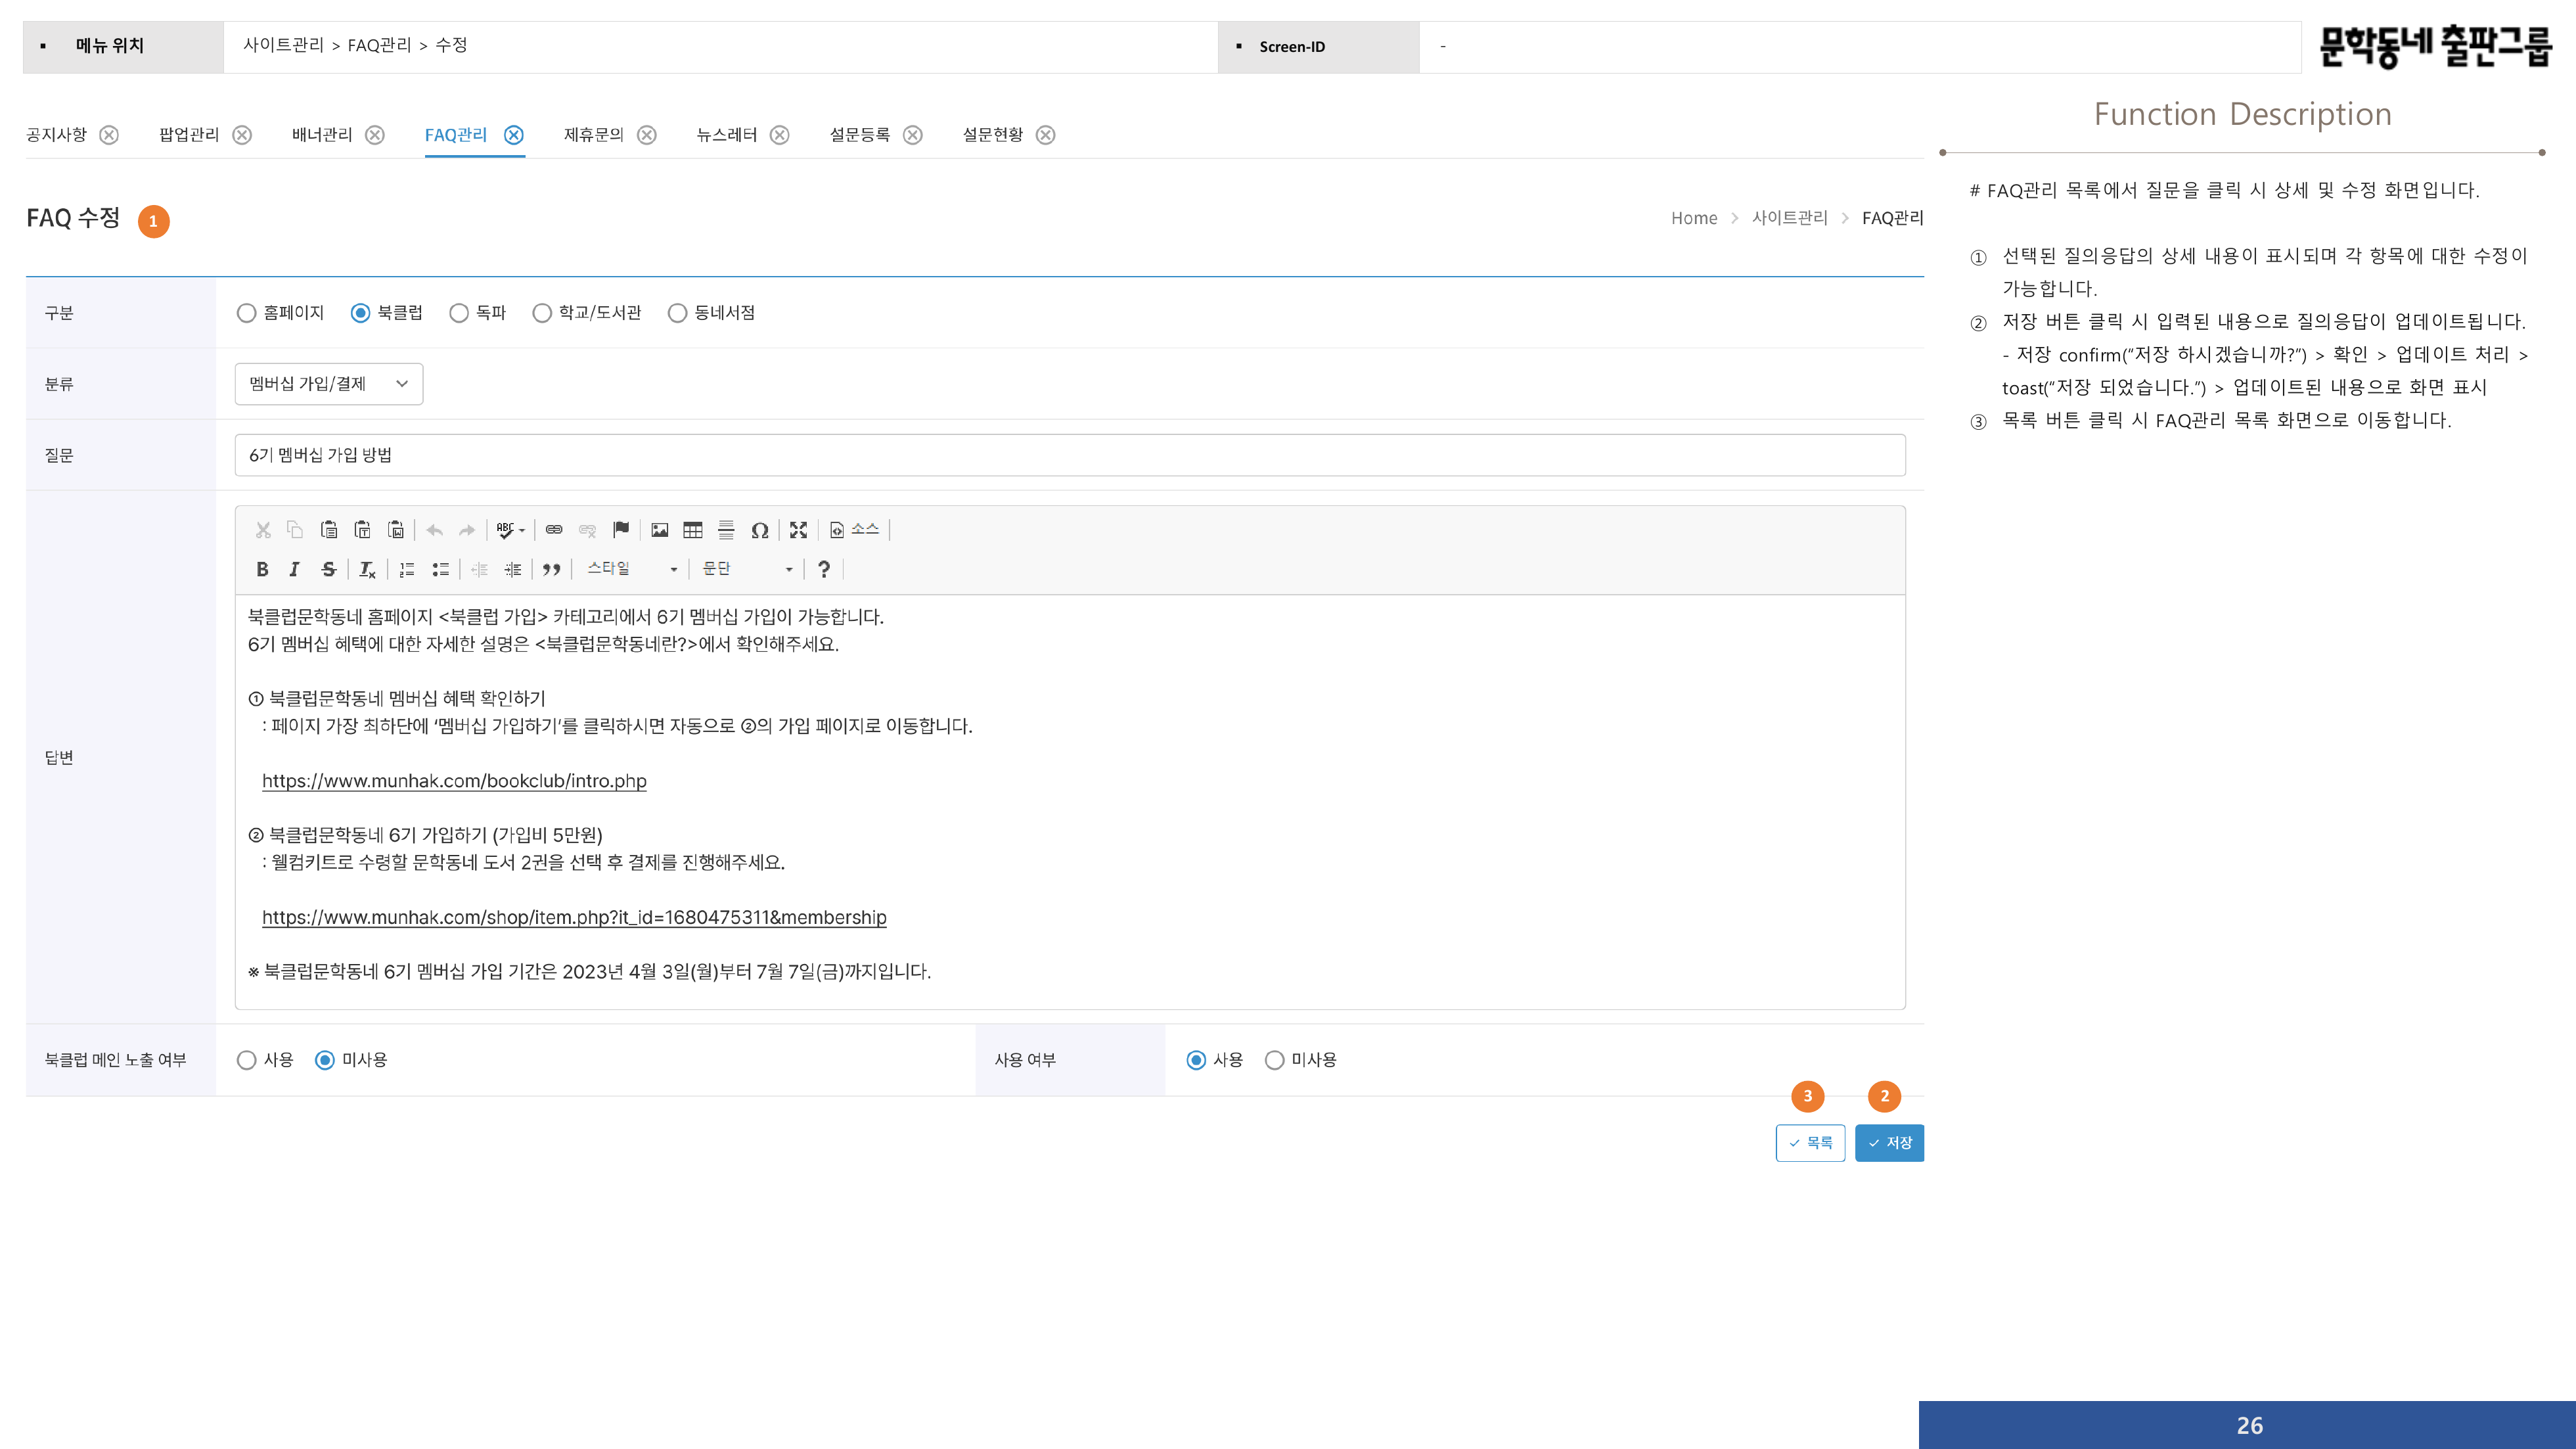 ▪ 메뉴 위치
사이트관리 > FAQ관리 > 수정
▪ Screen-ID
-
문학동네 출판그룹
공지사항
팝업관리
배너관리
FAQ관리
제휴문의
뉴스레터
설문등록
설문현황
FAQ 수정
1
Home > 사이트관리 > FAQ관리
구분
홈페이지
북클럽
독파
학교/도서관
동네서점
분류
멤버십 가입/결제
질문
6기 멤버십 가입 방법
답변
ABC
Ω
소스
B I S Tx
스타일
문단
?
북클럽문학동네 홈페이지 <북클럽 가입> 카테고리에서 6기 멤버십 가입이 가능합니다.
6기 멤버십 혜택에 대한 자세한 설명은 <북클럽문학동네란?>에서 확인해주세요.
① 북클럽문학동네 멤버십 혜택 확인하기
: 페이지 가장 최하단에 ‘멤버십 가입하기’를 클릭하시면 자동으로 ②의 가입 페이지로 이동합니다.
https://www.munhak.com/bookclub/intro.php
② 북클럽문학동네 6기 가입하기 (가입비 5만원)
: 웰컴키트로 수령할 문학동네 도서 2권을 선택 후 결제를 진행해주세요.
https://www.munhak.com/shop/item.php?it_id=1680475311&membership
※ 북클럽문학동네 6기 멤버십 가입 기간은 2023년 4월 3일(월)부터 7월 7일(금)까지입니다.
북클럽 메인 노출 여부
사용
미사용
사용 여부
사용
미사용
3
2
목록
저장
Function Description
# FAQ관리 목록에서 질문을 클릭 시 상세 및 수정 화면입니다.
① 선택된 질의응답의 상세 내용이 표시되며 각 항목에 대한 수정이
가능합니다.
② 저장 버튼 클릭 시 입력된 내용으로 질의응답이 업데이트됩니다.
- 저장 confirm(“저장 하시겠습니까?”) > 확인 > 업데이트 처리 >
toast(“저장 되었습니다.”) > 업데이트된 내용으로 화면 표시
③ 목록 버튼 클릭 시 FAQ관리 목록 화면으로 이동합니다.
26